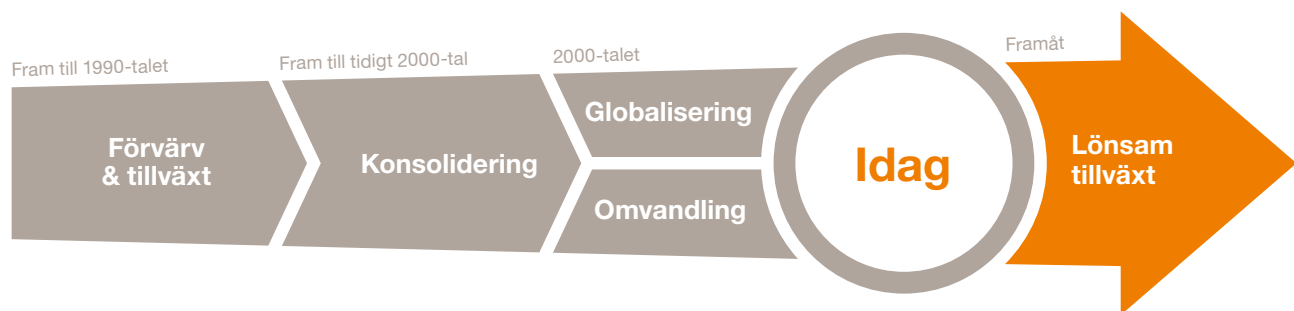 Fram till 1990-talet
Förvärv
& tillväxt
Fram till tidigt 2000-tal
Konsolidering
2000-talet
Globalisering
Omvandling
Idag
Framåt
Lönsam
tillväxt